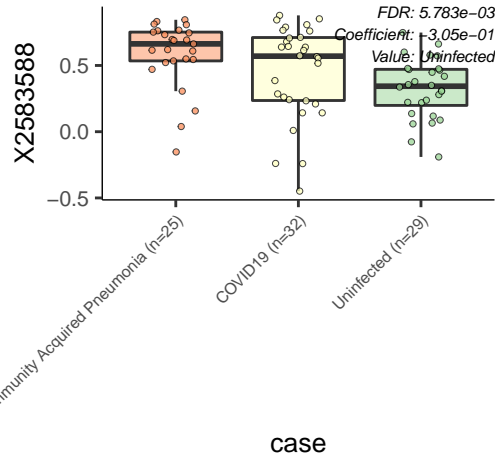 FDR: 5.783e−03
Coefficient: −3.05e−01
Value: Uninfected
X2583588
0.5
0.0
−0.5
mmunity Acquired Pneumonia (n=25)
COVID19 (n=32)
Uninfected (n=29)
case